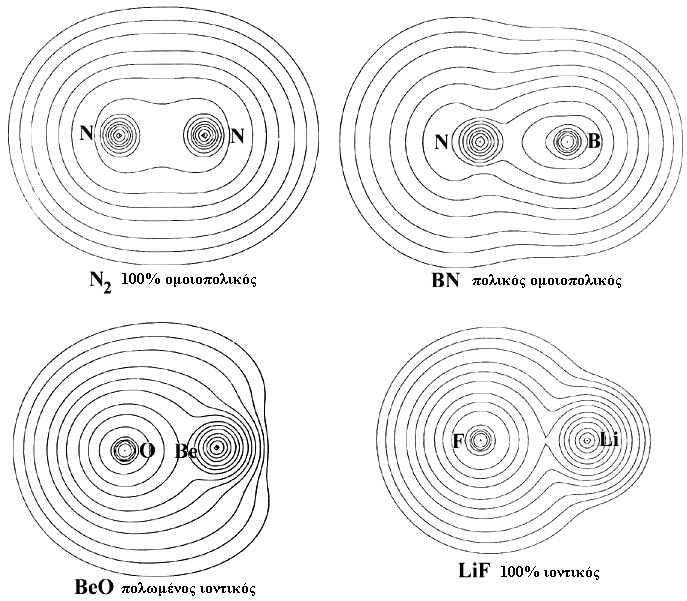 N N
N B
N2 100% ομοιοπολικός
BN πολικός ομοιοπολικός
O Be
F Li
BeO πολωμένος ιοντικός
LiF 100% ιοντικός